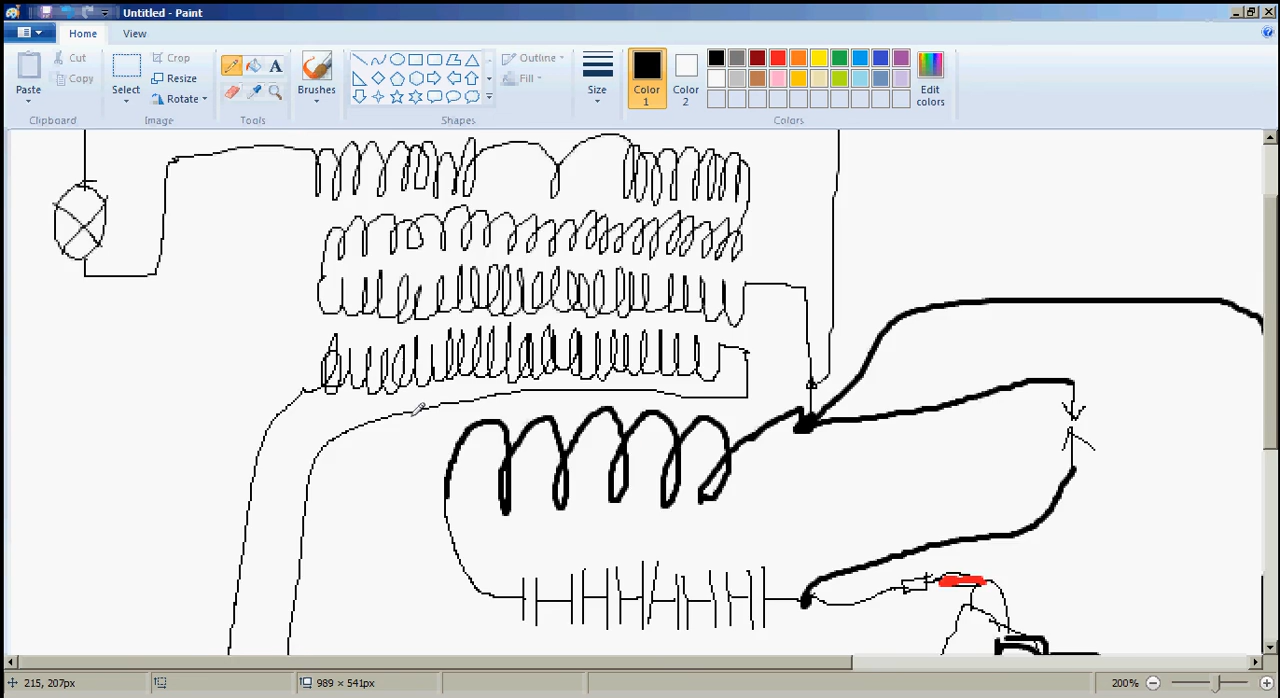 Untitled - Paint
Home View
Paste
Cut
Copy
Clipboard
Select
Crop
Resize
Rotate
Image
A
Tools
Brushes
Outline
Fill
Shapes
Size
Color
1
Color
2
Edit
colors
Colors
215, 207px
989 × 541px
200%